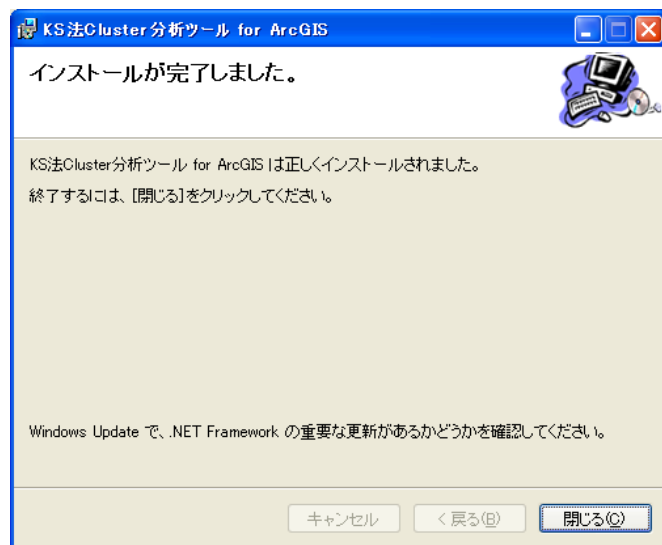 KS法Cluster分析ツール for ArcGIS
インストールが完了しました。
KS法Cluster分析ツール for ArcGIS は正しくインストールされました。
終了するには、[閉じる]をクリックしてください。
Windows Update で、.NET Framework の重要な更新があるかどうかを確認してください。
キャンセル
< 戻る(B)
閉じる(C)